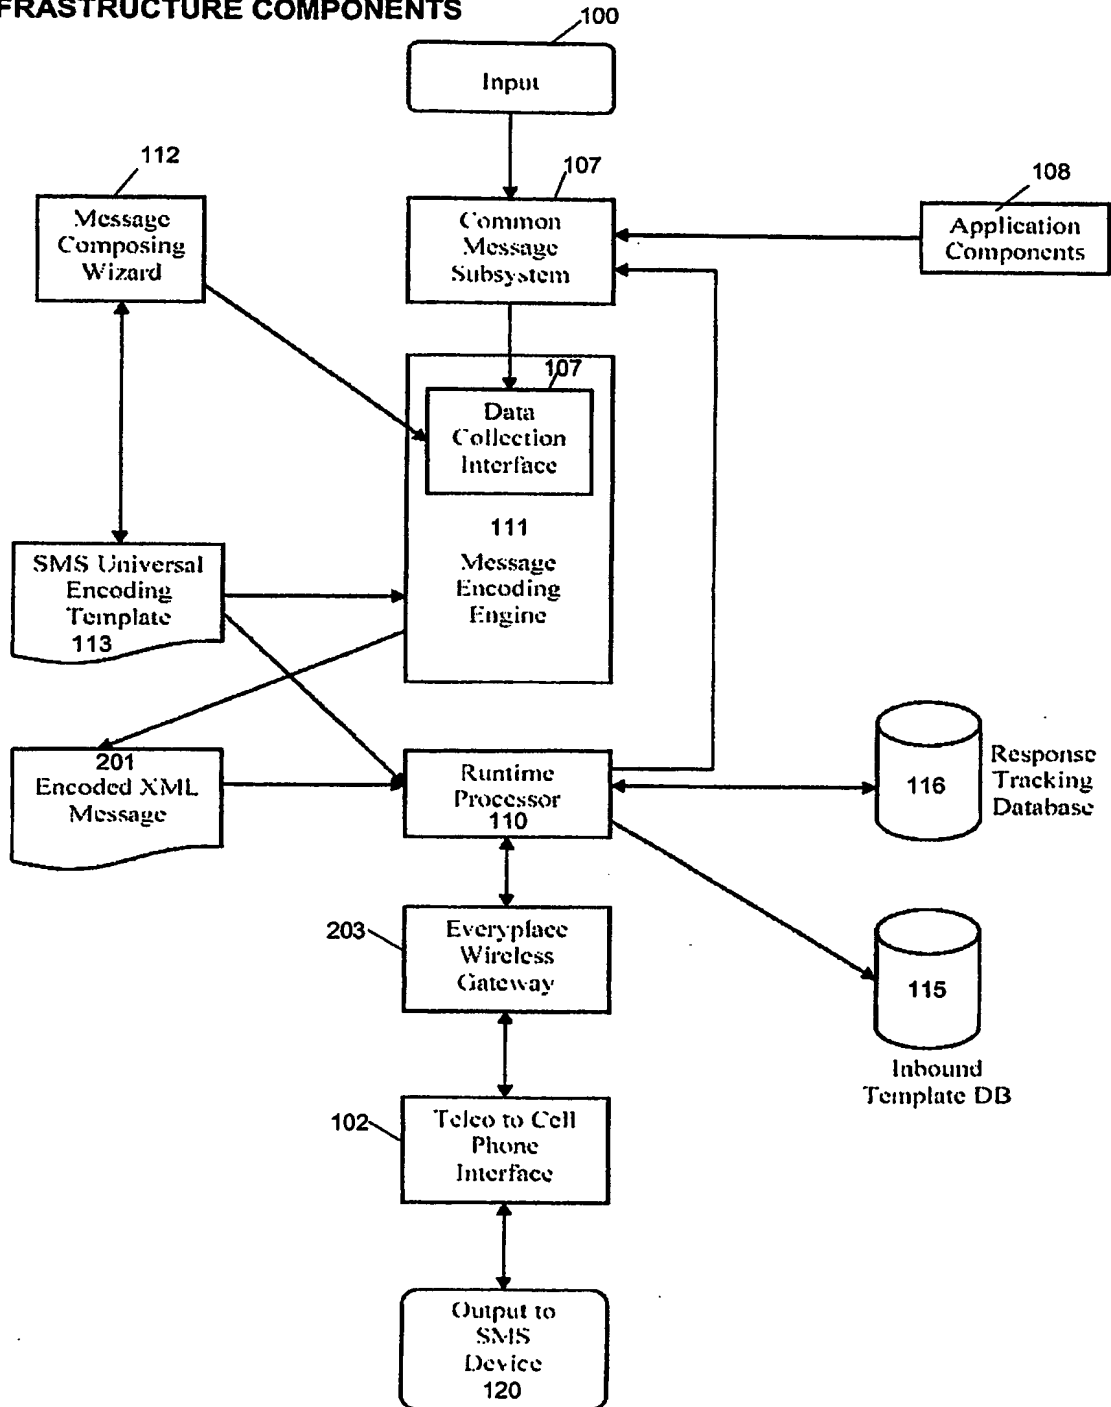 FRASTRUCTURE COMPONENTS
100
Input
112
107
108
Message
Composing
Wizard
Common
Message
Subsystem
Application
Components
107
Data
Collection
Interface
111
Message
Encoding
Engine
SMS Universal
Encoding
Template
113
201
Encoded XML
Message
Runtime
Processor
110
116
Response
Tracking
Database
203
Everyplace
Wireless
Gateway
115
Inbound
Template DB
102
Telco to Cell
Phone
Interface
Output to
SMS
Device
120